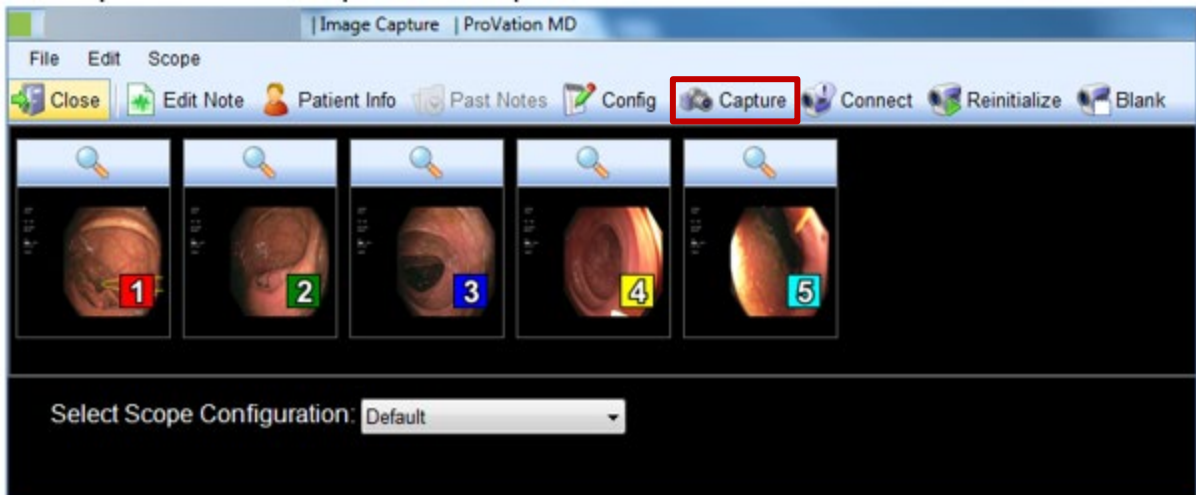 | Image Capture | ProVation MD
File Edit Scope
Close Edit Note Patient Info Past Notes Config Capture Connect Reinitialize Blank
1 2 3 4 5
Select Scope Configuration: Default